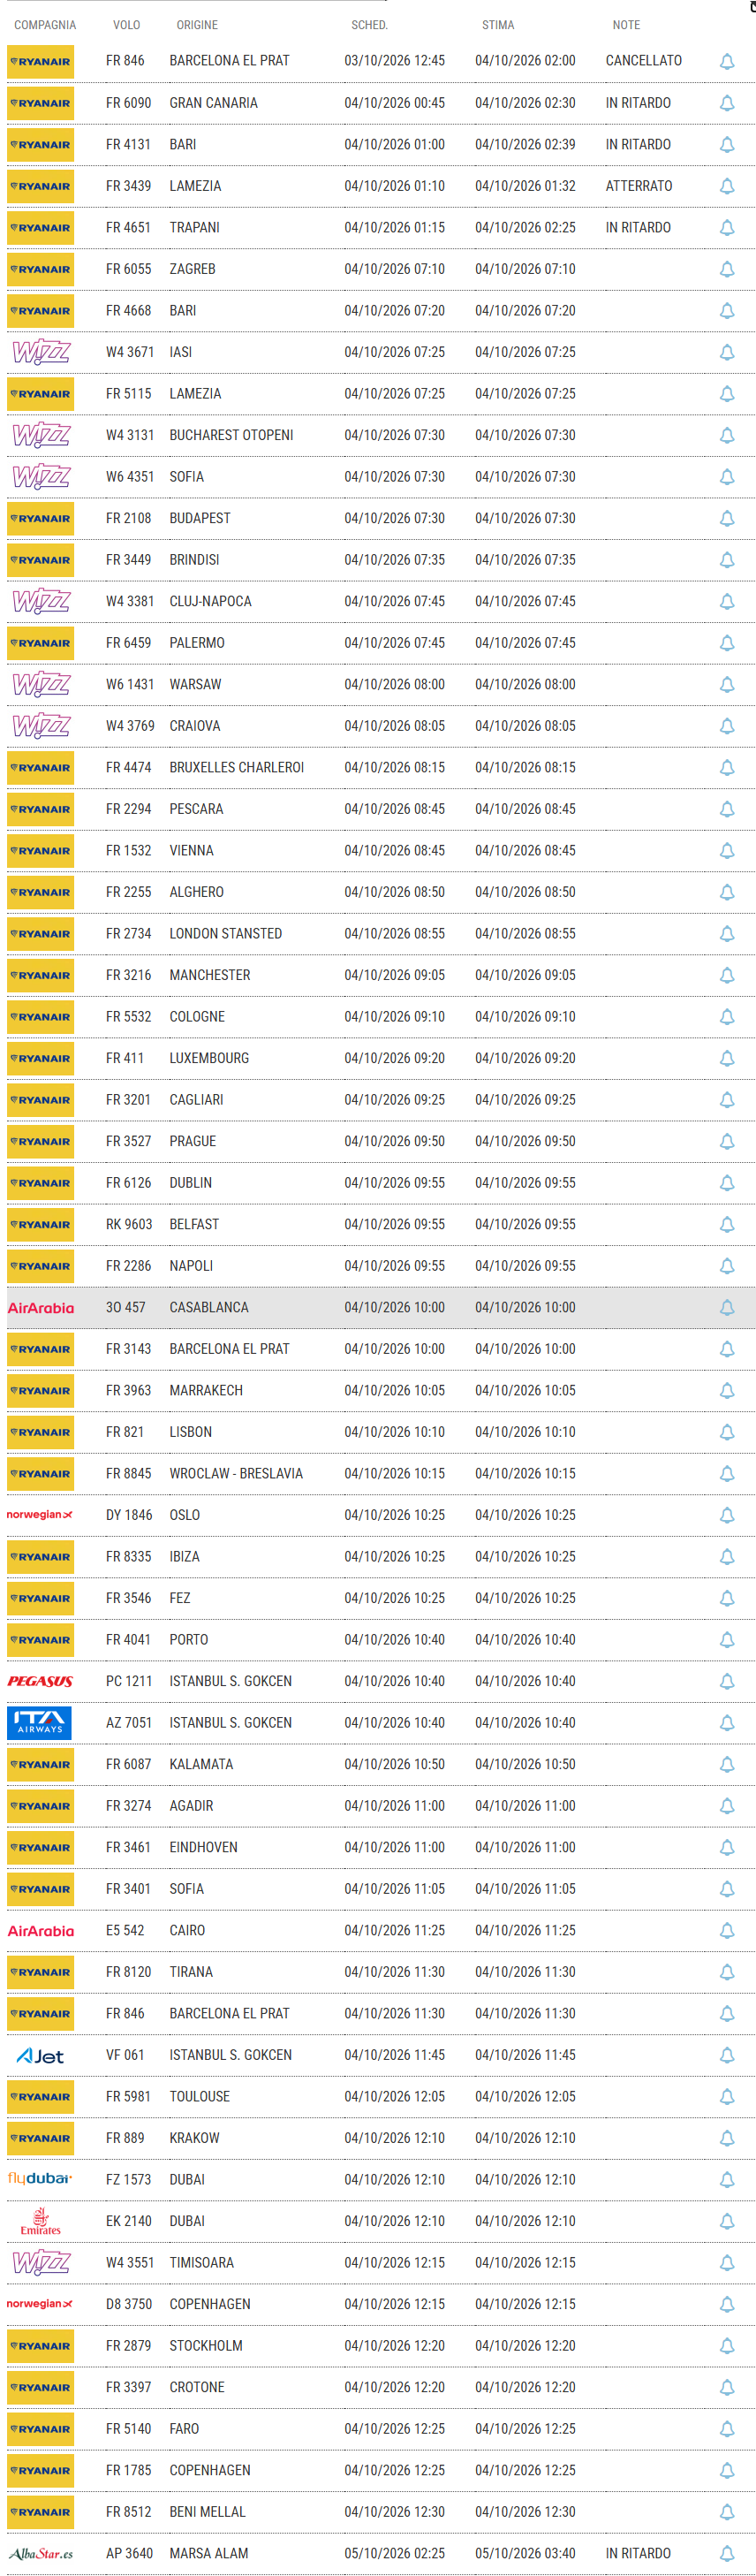 COMPAGNIA VOLO ORIGINE SCHED. STIMA NOTE
RYANAIR FR 846 BARCELONA EL PRAT 03/10/2026 12:45 04/10/2026 02:00 CANCELLATO
RYANAIR FR 6090 GRAN CANARIA 04/10/2026 00:45 04/10/2026 02:30 IN RITARDO
RYANAIR FR 4131 BARI 04/10/2026 01:00 04/10/2026 02:39 IN RITARDO
RYANAIR FR 3439 LAMEZIA 04/10/2026 01:10 04/10/2026 01:32 ATTERRATO
RYANAIR FR 4651 TRAPANI 04/10/2026 01:15 04/10/2026 02:25 IN RITARDO
RYANAIR FR 6055 ZAGREB 04/10/2026 07:10 04/10/2026 07:10
RYANAIR FR 4668 BARI 04/10/2026 07:20 04/10/2026 07:20
WIZZ W4 3671 IASI 04/10/2026 07:25 04/10/2026 07:25
RYANAIR FR 5115 LAMEZIA 04/10/2026 07:25 04/10/2026 07:25
WIZZ W4 3131 BUCHAREST OTOPENI 04/10/2026 07:30 04/10/2026 07:30
WIZZ W6 4351 SOFIA 04/10/2026 07:30 04/10/2026 07:30
RYANAIR FR 2108 BUDAPEST 04/10/2026 07:30 04/10/2026 07:30
RYANAIR FR 3449 BRINDISI 04/10/2026 07:35 04/10/2026 07:35
WIZZ W4 3381 CLUJ-NAPOCA 04/10/2026 07:45 04/10/2026 07:45
RYANAIR FR 6459 PALERMO 04/10/2026 07:45 04/10/2026 07:45
WIZZ W6 1431 WARSAW 04/10/2026 08:00 04/10/2026 08:00
WIZZ W4 3769 CRAIOVA 04/10/2026 08:05 04/10/2026 08:05
RYANAIR FR 4474 BRUXELLES CHARLEROI 04/10/2026 08:15 04/10/2026 08:15
RYANAIR FR 2294 PESCARA 04/10/2026 08:45 04/10/2026 08:45
RYANAIR FR 1532 VIENNA 04/10/2026 08:45 04/10/2026 08:45
RYANAIR FR 2255 ALGHERO 04/10/2026 08:50 04/10/2026 08:50
RYANAIR FR 2734 LONDON STANSTED 04/10/2026 08:55 04/10/2026 08:55
RYANAIR FR 3216 MANCHESTER 04/10/2026 09:05 04/10/2026 09:05
RYANAIR FR 5532 COLOGNE 04/10/2026 09:10 04/10/2026 09:10
RYANAIR FR 411 LUXEMBOURG 04/10/2026 09:20 04/10/2026 09:20
RYANAIR FR 3201 CAGLIARI 04/10/2026 09:25 04/10/2026 09:25
RYANAIR FR 3527 PRAGUE 04/10/2026 09:50 04/10/2026 09:50
RYANAIR FR 6126 DUBLIN 04/10/2026 09:55 04/10/2026 09:55
RYANAIR RK 9603 BELFAST 04/10/2026 09:55 04/10/2026 09:55
RYANAIR FR 2286 NAPOLI 04/10/2026 09:55 04/10/2026 09:55
AirArabia 3O 457 CASABLANCA 04/10/2026 10:00 04/10/2026 10:00
RYANAIR FR 3143 BARCELONA EL PRAT 04/10/2026 10:00 04/10/2026 10:00
RYANAIR FR 3963 MARRAKECH 04/10/2026 10:05 04/10/2026 10:05
RYANAIR FR 821 LISBON 04/10/2026 10:10 04/10/2026 10:10
RYANAIR FR 8845 WROCLAW - BRESLAVIA 04/10/2026 10:15 04/10/2026 10:15
norwegian DY 1846 OSLO 04/10/2026 10:25 04/10/2026 10:25
RYANAIR FR 8335 IBIZA 04/10/2026 10:25 04/10/2026 10:25
RYANAIR FR 3546 FEZ 04/10/2026 10:25 04/10/2026 10:25
RYANAIR FR 4041 PORTO 04/10/2026 10:40 04/10/2026 10:40
PEGASUS PC 1211 ISTANBUL S. GOKCEN 04/10/2026 10:40 04/10/2026 10:40
ITA AIRWAYS AZ 7051 ISTANBUL S. GOKCEN 04/10/2026 10:40 04/10/2026 10:40
RYANAIR FR 6087 KALAMATA 04/10/2026 10:50 04/10/2026 10:50
RYANAIR FR 3274 AGADIR 04/10/2026 11:00 04/10/2026 11:00
RYANAIR FR 3461 EINDHOVEN 04/10/2026 11:00 04/10/2026 11:00
RYANAIR FR 3401 SOFIA 04/10/2026 11:05 04/10/2026 11:05
AirArabia E5 542 CAIRO 04/10/2026 11:25 04/10/2026 11:25
RYANAIR FR 8120 TIRANA 04/10/2026 11:30 04/10/2026 11:30
RYANAIR FR 846 BARCELONA EL PRAT 04/10/2026 11:30 04/10/2026 11:30
AJet VF 061 ISTANBUL S. GOKCEN 04/10/2026 11:45 04/10/2026 11:45
RYANAIR FR 5981 TOULOUSE 04/10/2026 12:05 04/10/2026 12:05
RYANAIR FR 889 KRAKOW 04/10/2026 12:10 04/10/2026 12:10
flydubai FZ 1573 DUBAI 04/10/2026 12:10 04/10/2026 12:10
Emirates EK 2140 DUBAI 04/10/2026 12:10 04/10/2026 12:10
WIZZ W4 3551 TIMISOARA 04/10/2026 12:15 04/10/2026 12:15
norwegian D8 3750 COPENHAGEN 04/10/2026 12:15 04/10/2026 12:15
RYANAIR FR 2879 STOCKHOLM 04/10/2026 12:20 04/10/2026 12:20
RYANAIR FR 3397 CROTONE 04/10/2026 12:20 04/10/2026 12:20
RYANAIR FR 5140 FARO 04/10/2026 12:25 04/10/2026 12:25
RYANAIR FR 1785 COPENHAGEN 04/10/2026 12:25 04/10/2026 12:25
RYANAIR FR 8512 BENI MELLAL 04/10/2026 12:30 04/10/2026 12:30
AlbaStar.es AP 3640 MARSA ALAM 05/10/2026 02:25 05/10/2026 03:40 IN RITARDO